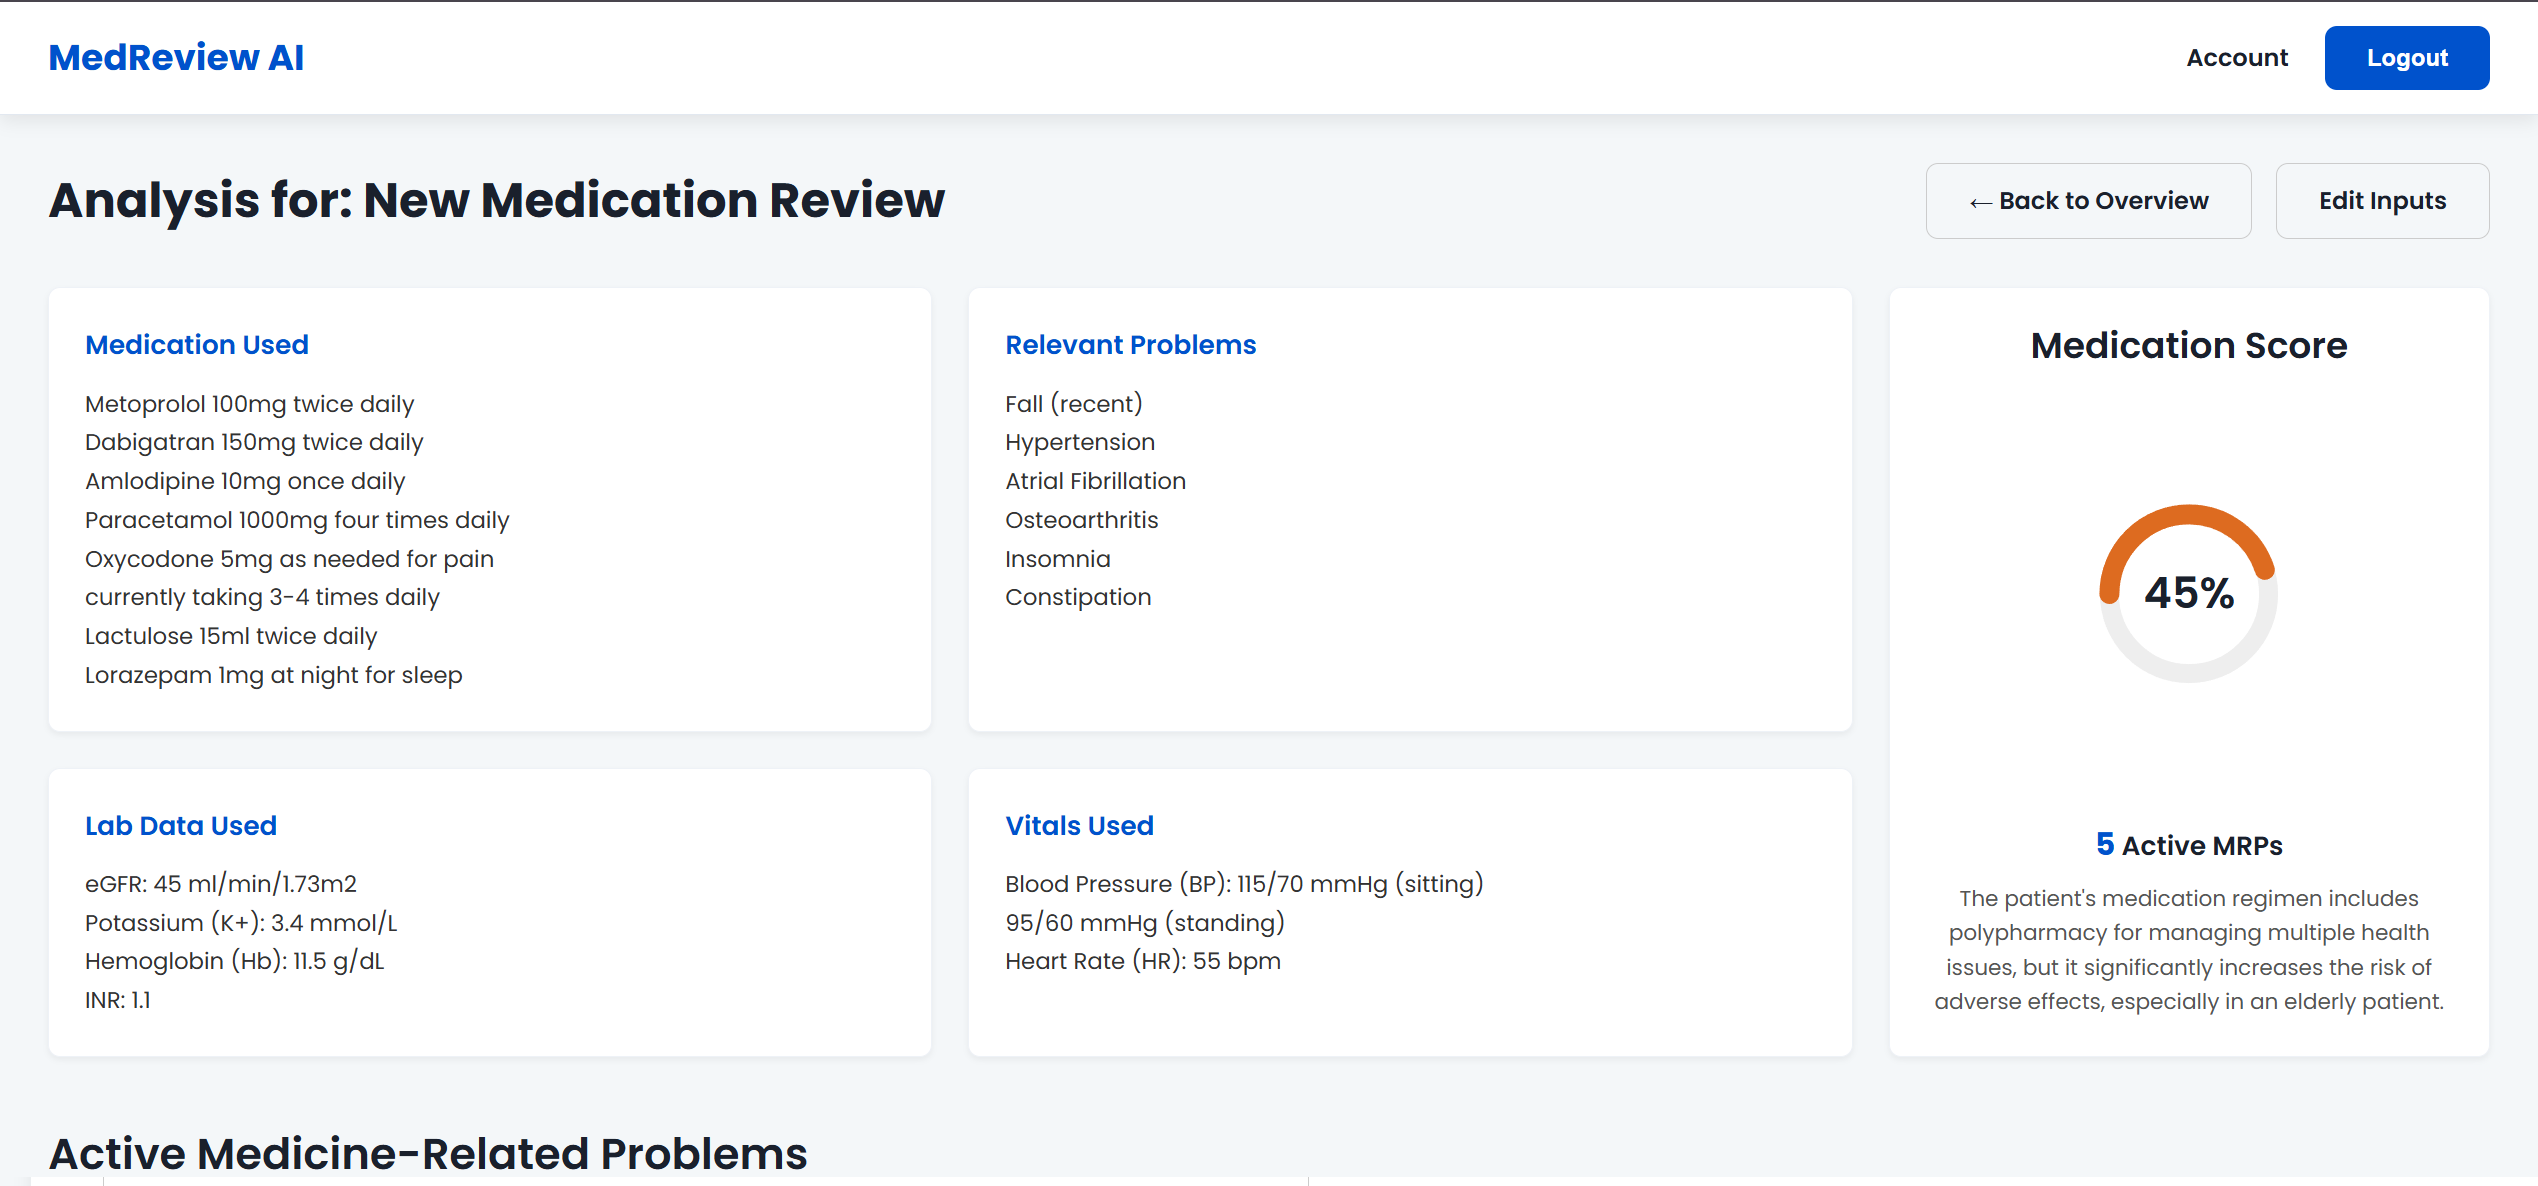 MedReview AI
Account
Logout
Analysis for: New Medication Review
← Back to Overview
Edit Inputs
Medication Used
Metoprolol 100mg twice daily
Dabigatran 150mg twice daily
Amlodipine 10mg once daily
Paracetamol 1000mg four times daily
Oxycodone 5mg as needed for pain
currently taking 3-4 times daily
Lactulose 15ml twice daily
Lorazepam 1mg at night for sleep
Relevant Problems
Fall (recent)
Hypertension
Atrial Fibrillation
Osteoarthritis
Insomnia
Constipation
Medication Score
45%
5 Active MRPs
The patient's medication regimen includes
polypharmacy for managing multiple health
issues, but it significantly increases the risk of
adverse effects, especially in an elderly patient.
Lab Data Used
eGFR: 45 ml/min/1.73m2
Potassium (K+): 3.4 mmol/L
Hemoglobin (Hb): 11.5 g/dL
INR: 1.1
Vitals Used
Blood Pressure (BP): 115/70 mmHg (sitting)
95/60 mmHg (standing)
Heart Rate (HR): 55 bpm
Active Medicine-Related Problems